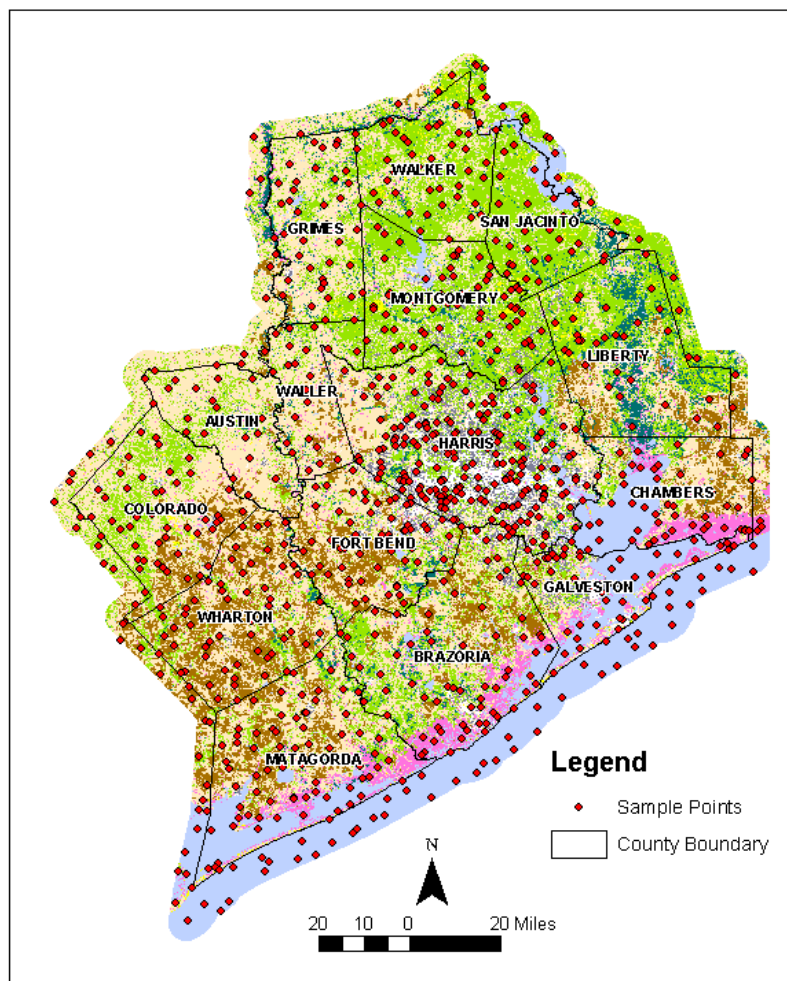 WALKER
SAN JACINTO
GRIMES
MONTGOMERY
LIBERTY
WALLER
AUSTIN
HARRIS
CHAMBERS
COLORADO
FORT BEND
GALVESTON
WHARTON
BRAZORIA
MATAGORDA
Legend
Sample Points
County Boundary
N
20 10 0 20 Miles